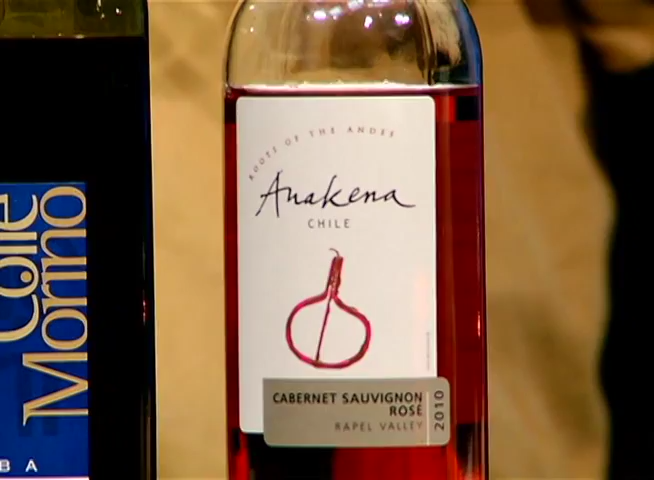 Colle
Morino
BA
ROOTS OF THE ANDES
Anakena
CHILE
CABERNET SAUVIGNON
ROSÉ
RAPEL VALLEY
2010